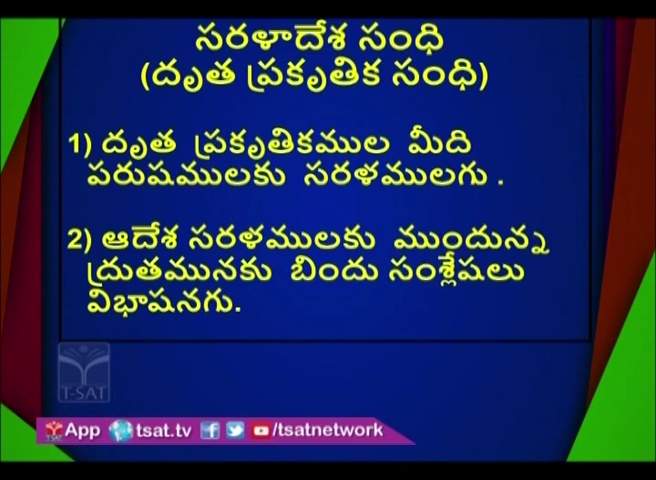 సరళాదేశ సంధి
(దృత ప్రకృతిక సంధి)
1) దృత ప్రకృతికముల మీది
పరుషములకు సరళములగు .
2) ఆదేశ సరళములకు ముందున్న
ద్రుతమునకు బిందు సంశ్లేషలు
విభాషనగు.
T-SAT
T-SAT App tsat.tv /tsatnetwork